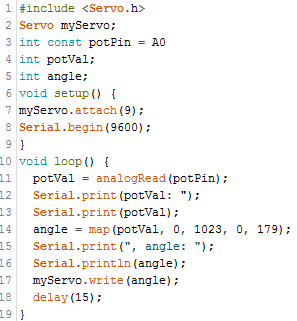 1 #include <Servo.h>
2 Servo myServo;
3 int const potPin = A0
4 int potVal;
5 int angle;
6 void setup() {
7 myServo.attach(9);
8 Serial.begin(9600);
9 }
10 void loop() {
11 potVal = analogRead(potPin);
12 Serial.print(potVal: ");
13 Serial.print(potVal);
14 angle = map(potVal, 0, 1023, 0, 179);
15 Serial.print(", angle: ");
16 Serial.println(angle);
17 myServo.write(angle);
18 delay(15);
19 }